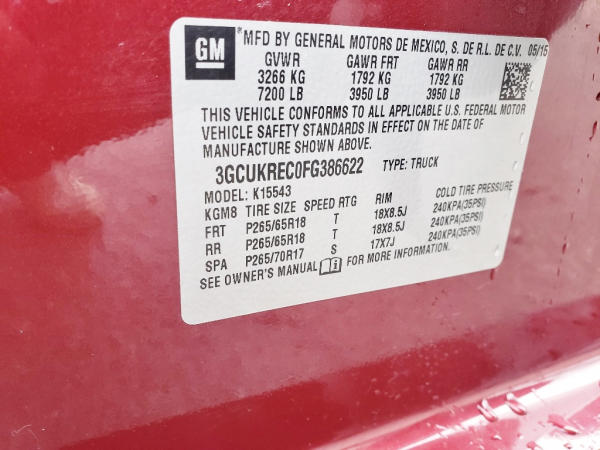 GM
MFD BY GENERAL MOTORS DE MEXICO, S. DE R.L. DE C.V. 05/15
GVWR GAWR FRT GAWR RR
3266 KG 1792 KG 1792 KG
7200 LB 3950 LB 3950 LB
THIS VEHICLE CONFORMS TO ALL APPLICABLE U.S. FEDERAL MOTOR
VEHICLE SAFETY STANDARDS IN EFFECT ON THE DATE OF
MANUFACTURE SHOWN ABOVE.
3GCUKREC0FG386622 TYPE: TRUCK
MODEL: K15543
KGM8 TIRE SIZE SPEED RTG RIM COLD TIRE PRESSURE
FRT P265/65R18 T 18X8.5J 240KPA(35PSI)
RR P265/65R18 T 18X8.5J 240KPA(35PSI)
SPA P265/70R17 S 17X7J 240KPA(35PSI)
SEE OWNER'S MANUAL FOR MORE INFORMATION.